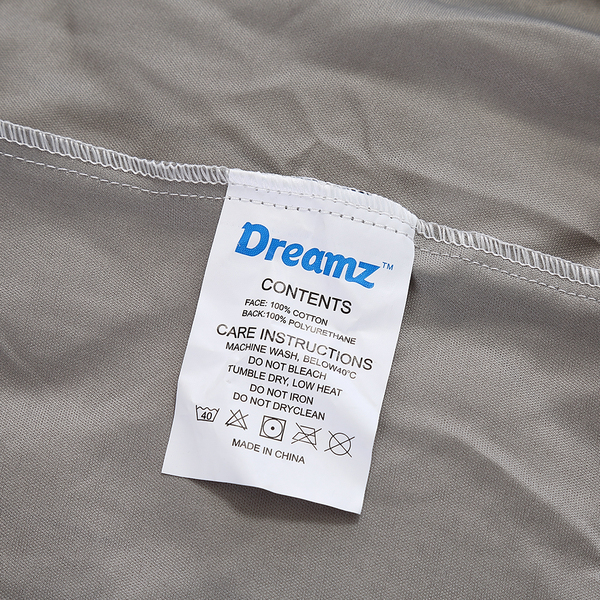 Dreamz™
CONTENTS
FACE: 100% COTTON
BACK:100% POLYURETHANE
CARE INSTRUCTIONS
MACHINE WASH, BELOW40°C
DO NOT BLEACH
TUMBLE DRY, LOW HEAT
DO NOT IRON
DO NOT DRYCLEAN
40
MADE IN CHINA